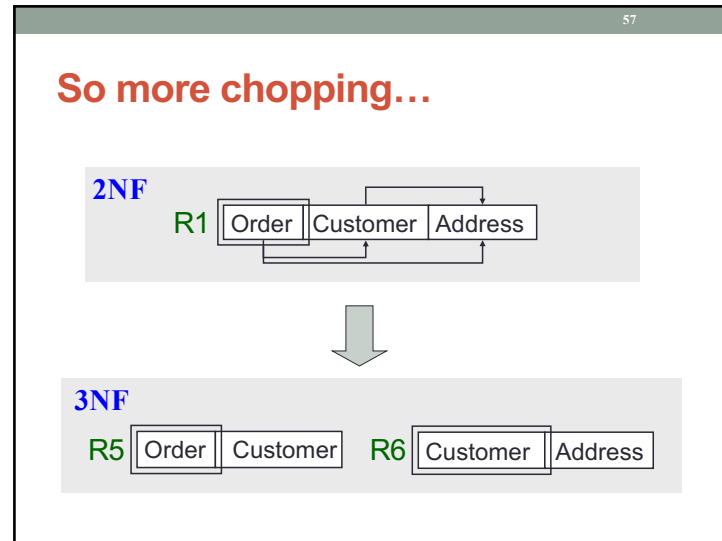 57
So more chopping…
2NF
R1 Order Customer Address
3NF
R5 Order Customer R6 Customer Address